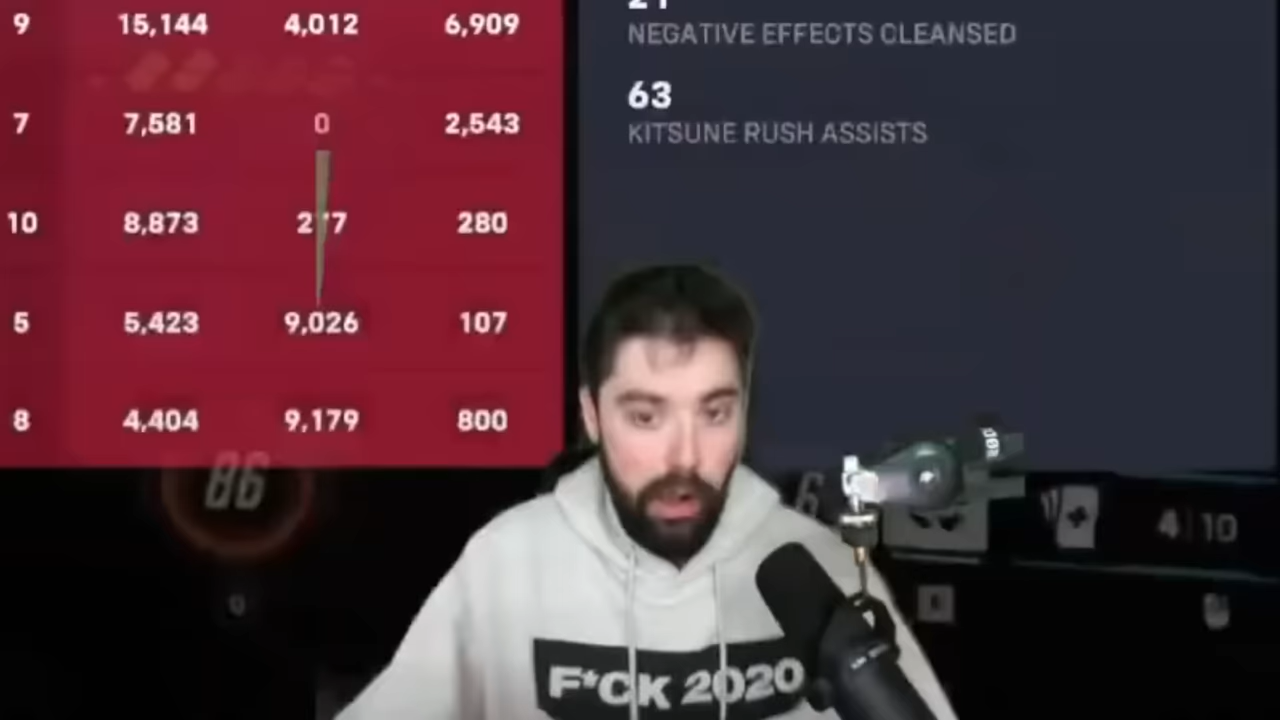 9 15,144 4,012 6,909
7 7,581 0 2,543
10 8,873 277 280
5 5,423 9,026 107
8 4,404 9,179 800
NEGATIVE EFFECTS CLEANSED
63
KITSUNE RUSH ASSISTS
86
4 | 10
F*CK 2020